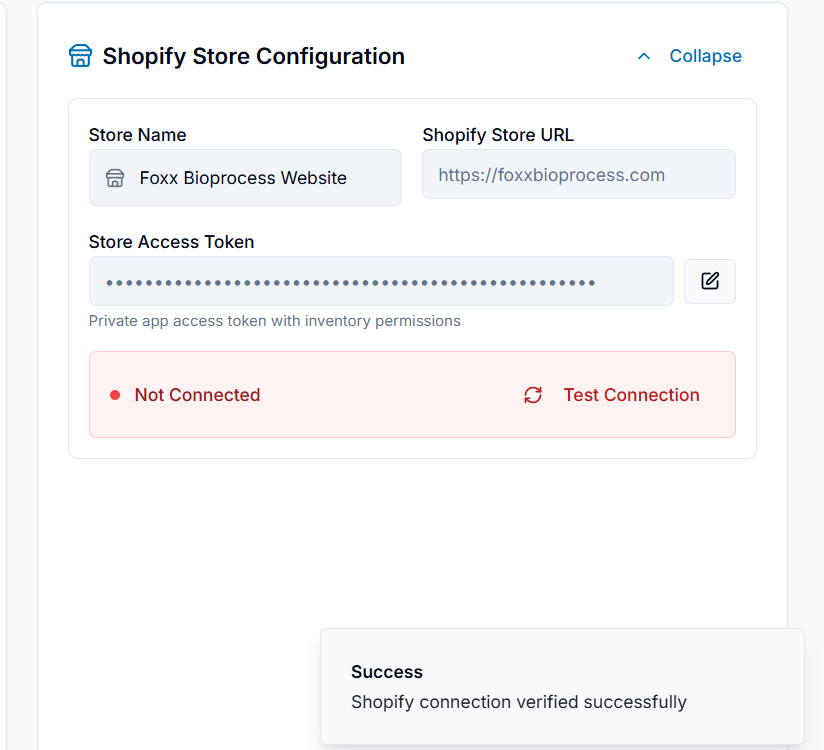 Shopify Store Configuration
Collapse
Store Name
Shopify Store URL
Foxx Bioprocess Website
https://foxxbioprocess.com
Store Access Token
••••••••••••••••••••••••••••••••••••••••••••••••••
Private app access token with inventory permissions
Not Connected
Test Connection
Success
Shopify connection verified successfully